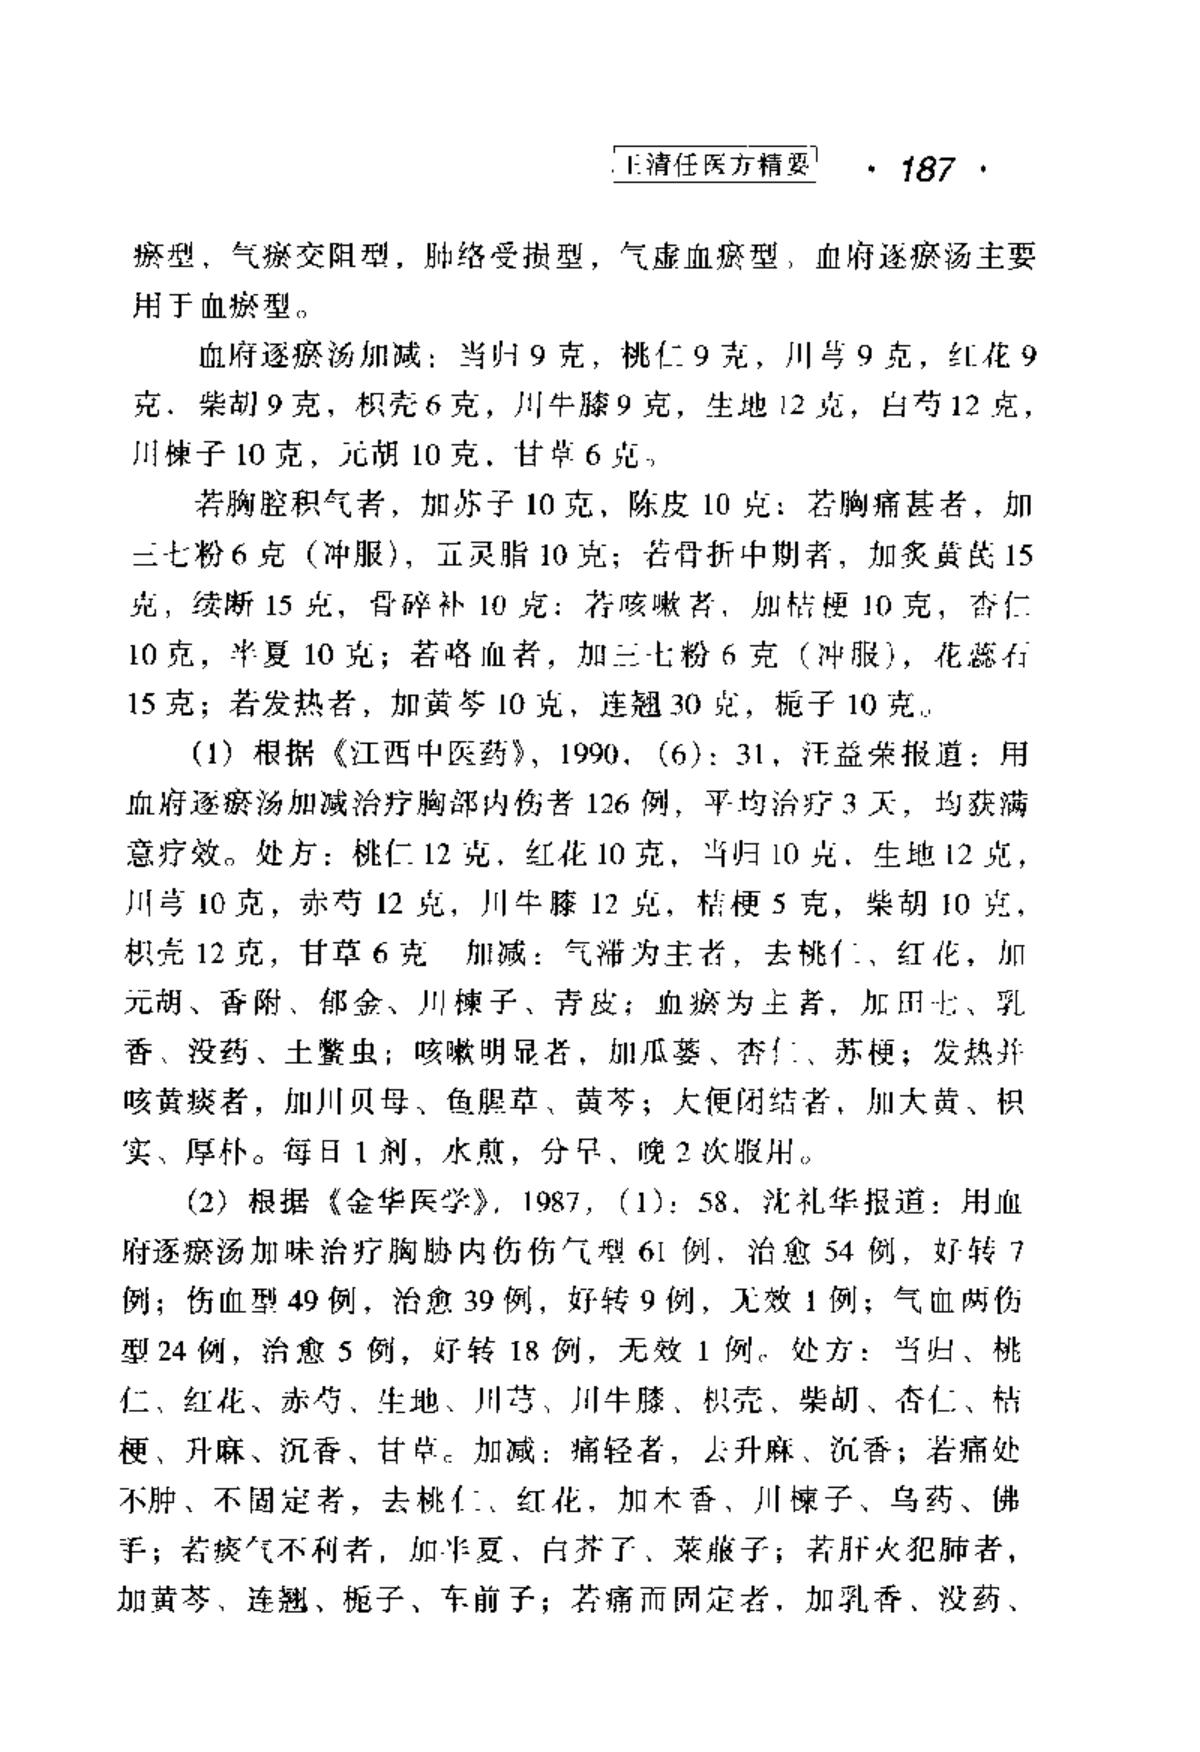 王清任医方精要 · 187 ·
瘀型，气瘀交阻型，肺络受损型，气虚血瘀型。血府逐瘀汤主要
用于血瘀型。
血府逐瘀汤加减：当归 9 克，桃仁 9 克，川芎 9 克，红花 9
克，柴胡 9 克，枳壳 6 克，川牛膝 9 克，生地 12 克，白芍 12 克，
川楝子 10 克，元胡 10 克，甘草 6 克。
若胸腔积气者，加苏子 10 克，陈皮 10 克；若胸痛甚者，加
三七粉 6 克（冲服），五灵脂 10 克；若骨折中期者，加炙黄芪 15
克，续断 15 克，骨碎补 10 克；若咳嗽者，加桔梗 10 克，杏仁
10 克，半夏 10 克；若咯血者，加三七粉 6 克（冲服），花蕊石
15 克；若发热者，加黄芩 10 克，连翘 30 克，栀子 10 克。
（1）根据《江西中医药》，1990，（6）：31，汪益荣报道：用
血府逐瘀汤加减治疗胸部内伤者 126 例，平均治疗 3 天，均获满
意疗效。处方：桃仁 12 克，红花 10 克，当归 10 克，生地 12 克，
川芎 10 克，赤芍 12 克，川牛膝 12 克，桔梗 5 克，柴胡 10 克，
枳壳 12 克，甘草 6 克 加减：气滞为主者，去桃仁、红花，加
元胡、香附、郁金、川楝子、青皮；血瘀为主者，加田七、乳
香、没药、土鳖虫；咳嗽明显者，加瓜蒌、杏仁、苏梗；发热并
咳黄痰者，加川贝母、鱼腥草、黄芩；大便闭结者，加大黄、枳
实、厚朴。每日 1 剂，水煎，分早、晚 2 次服用。
（2）根据《金华医学》，1987，（1）：58，沈礼华报道：用血
府逐瘀汤加味治疗胸胁内伤伤气型 61 例，治愈 54 例，好转 7
例；伤血型 49 例，治愈 39 例，好转 9 例，无效 1 例；气血两伤
型 24 例，治愈 5 例，好转 18 例，无效 1 例。处方：当归、桃
仁、红花、赤芍、生地、川芎、川牛膝、枳壳、柴胡、杏仁、桔
梗、升麻、沉香、甘草。加减：痛轻者，去升麻、沉香；若痛处
不肿、不固定者，去桃仁、红花，加木香、川楝子、乌药、佛
手；若痰气不利者，加半夏、白芥子、莱菔子；若肝火犯肺者，
加黄芩、连翘、栀子、车前子；若痛而固定者，加乳香、没药、